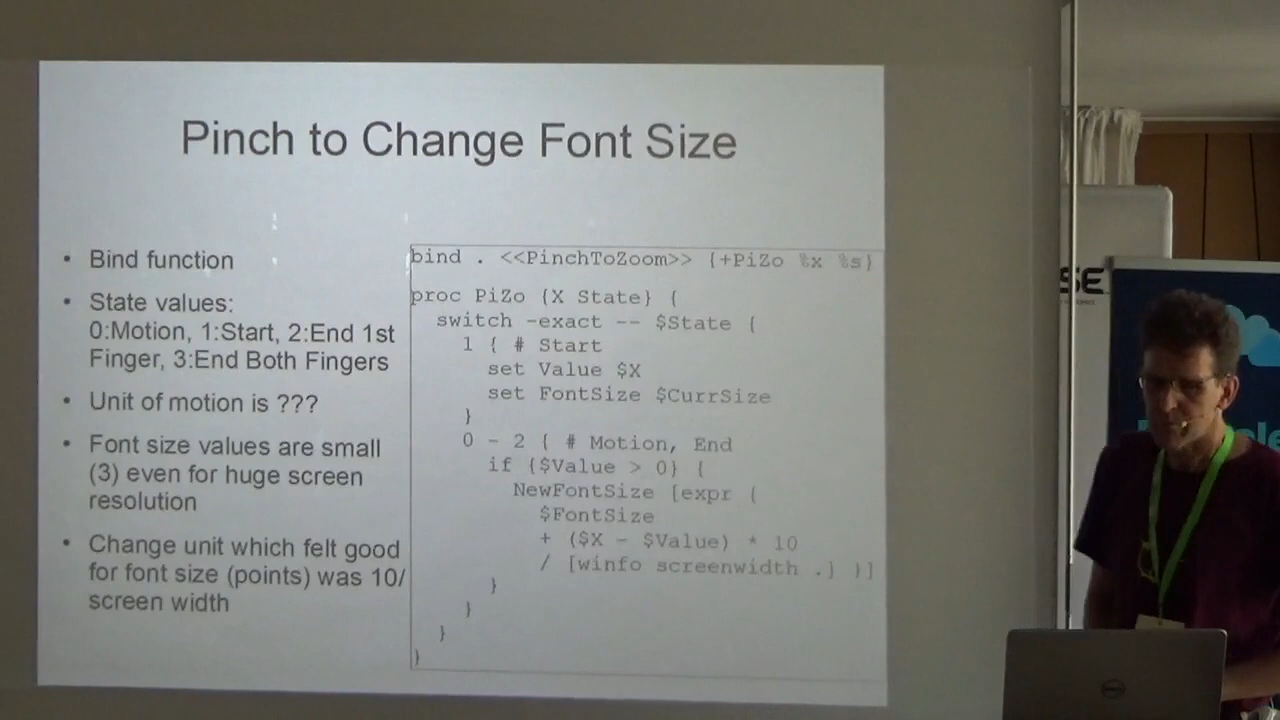 Pinch to Change Font Size
• Bind function
• State values:
0:Motion, 1:Start, 2:End 1st
Finger, 3:End Both Fingers
• Unit of motion is ???
• Font size values are small
(3) even for huge screen
resolution
• Change unit which felt good
for font size (points) was 10/
screen width
bind . <<PinchToZoom>> {+PiZo %x %s}
proc PiZo {X State} {
switch -exact -- $State {
1 { # Start
set Value $X
set FontSize $CurrSize
}
0 - 2 { # Motion, End
if {$Value > 0} {
NewFontSize [expr {
$FontSize
+ ($X - $Value) * 10
/ [winfo screenwidth .] }]
}
}
}
}
SE
DELL